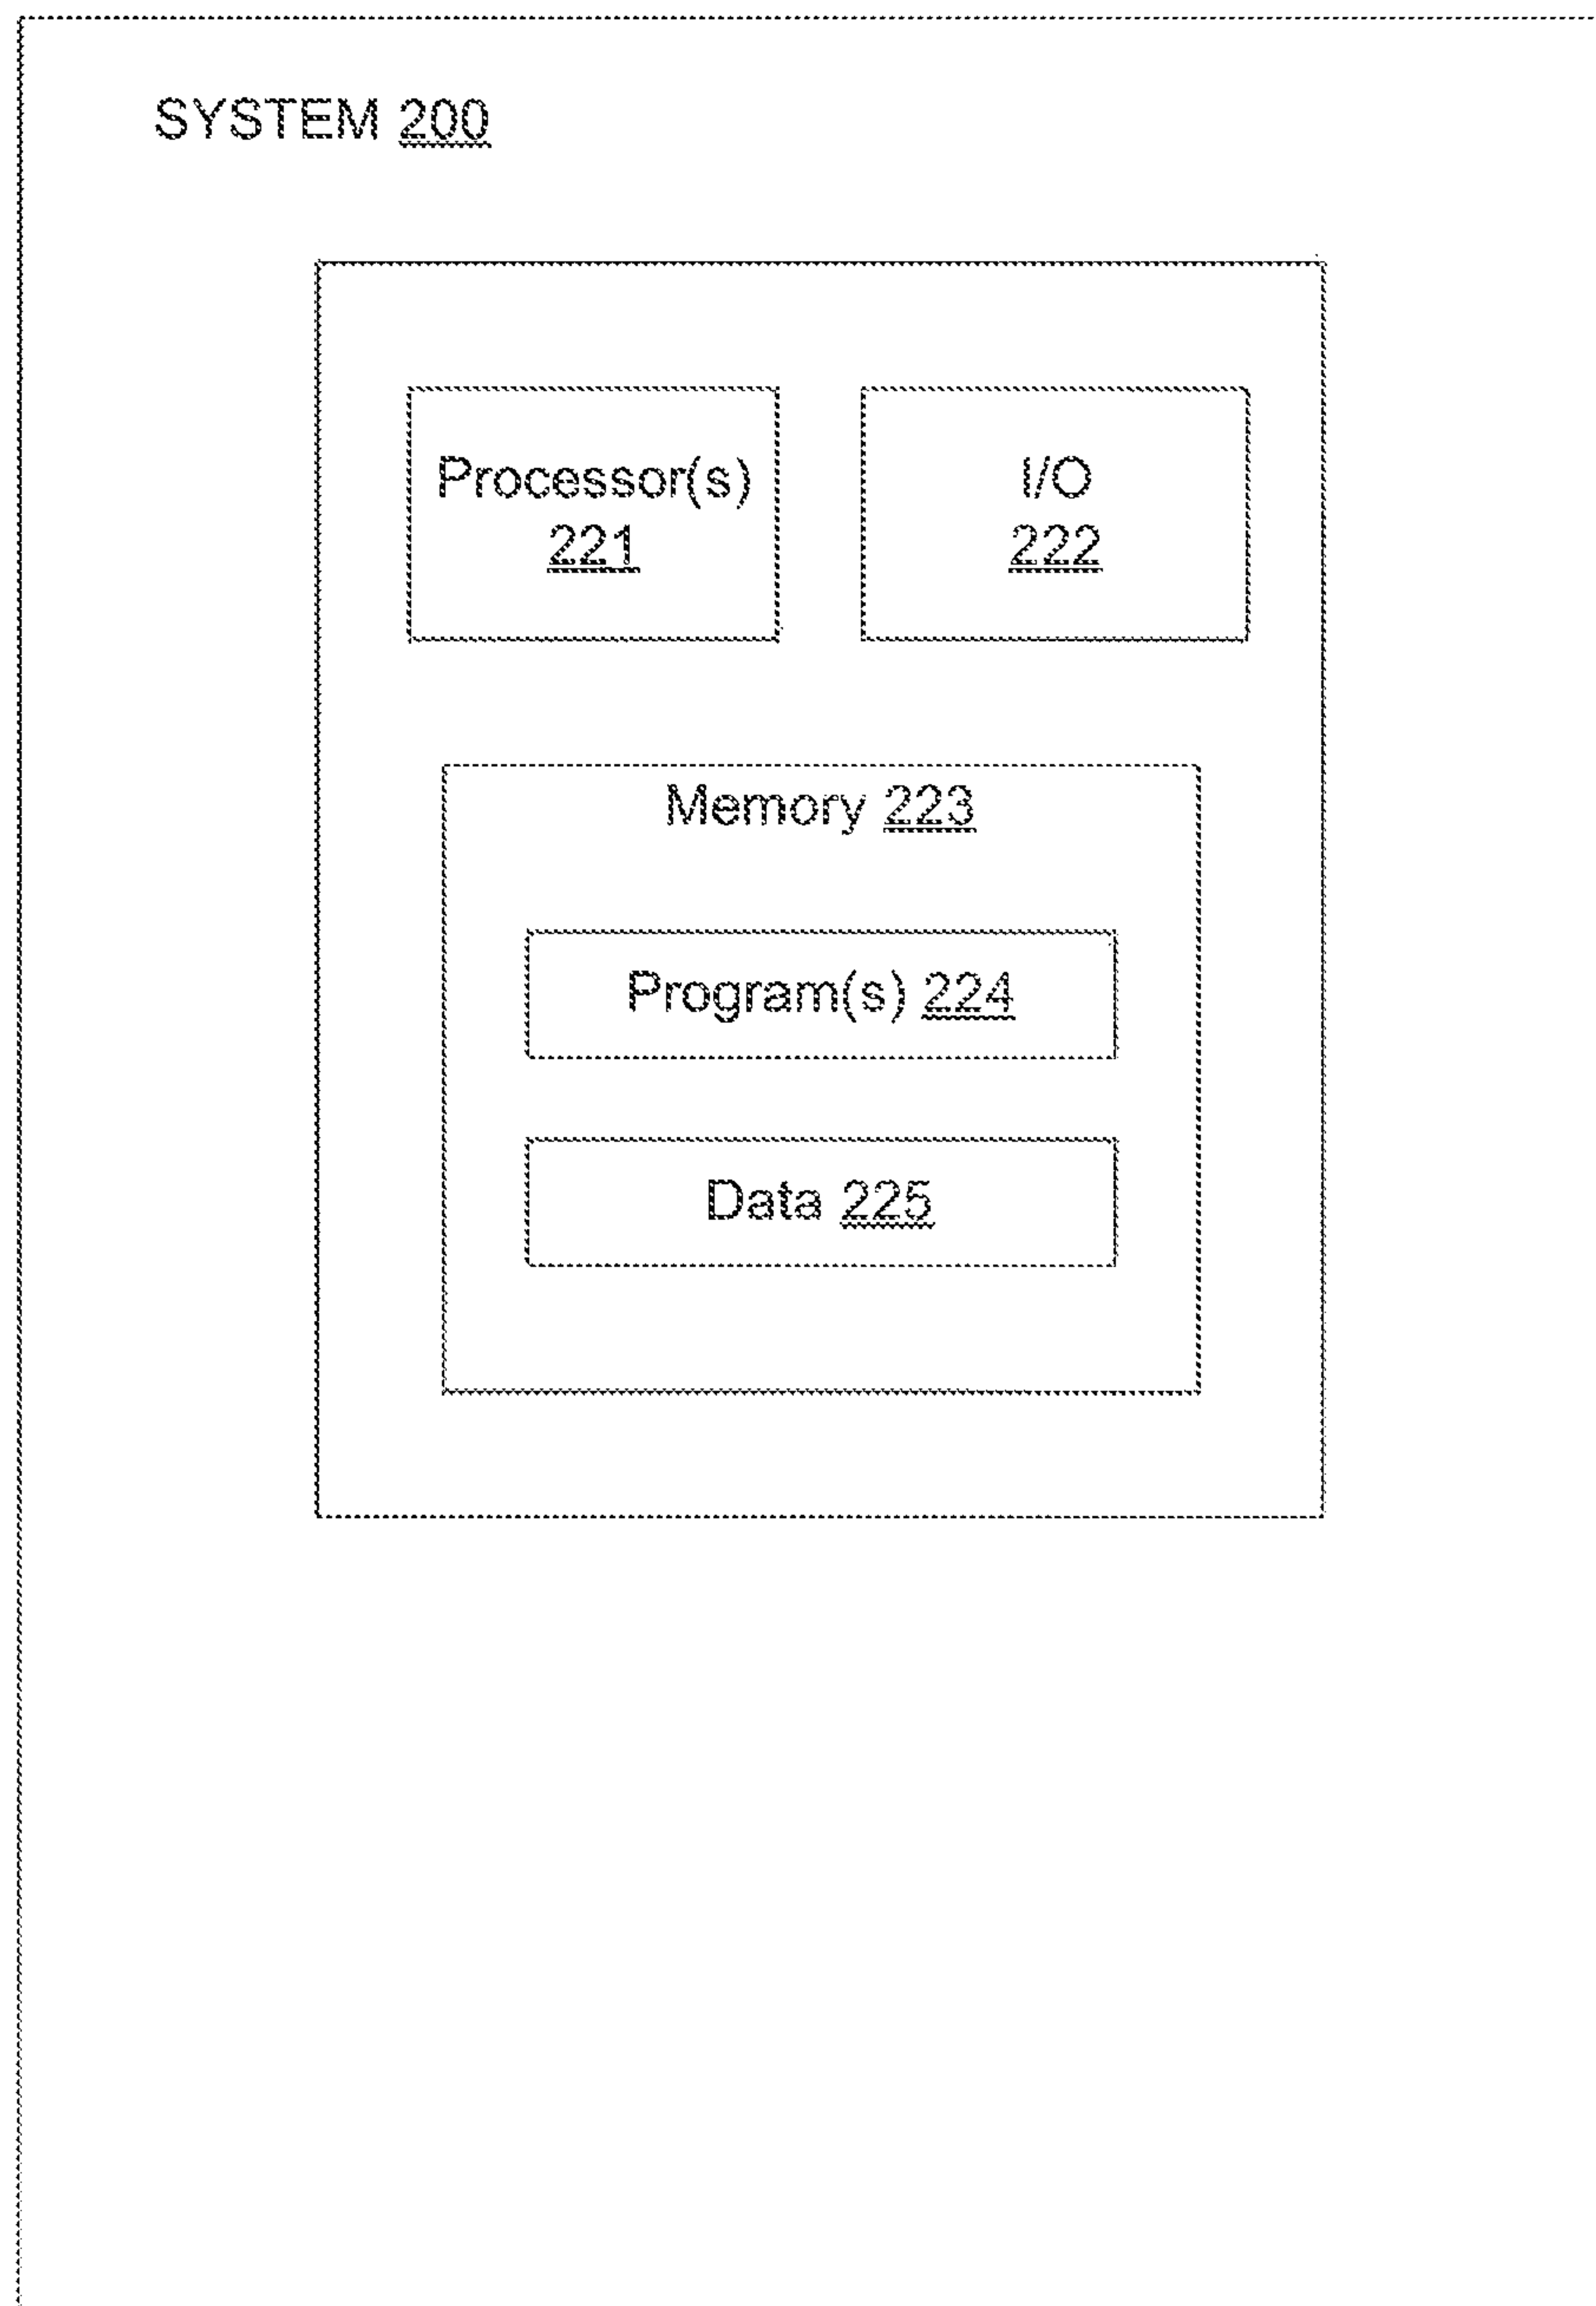 SYSTEM 200
Processor(s)
221
I/O
222
Memory 223
Program(s) 224
Data 225